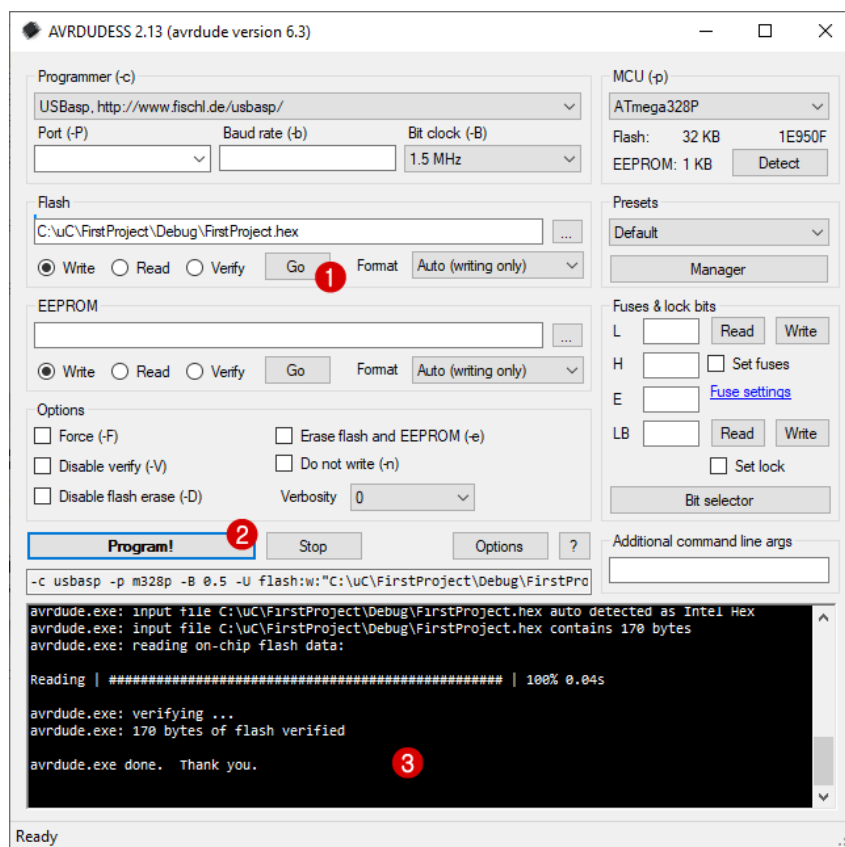 AVRDUDESS 2.13 (avrdude version 6.3)
Programmer (-c)
USBasp, http://www.fischl.de/usbasp/
Port (-P) Baud rate (-b) Bit clock (-B)
1.5 MHz
MCU (-p)
ATmega328P
Flash: 32 KB 1E950F
EEPROM: 1 KB Detect
Flash
C:\uC\FirstProject\Debug\FirstProject.hex ...
Write Read Verify Go 1 Format Auto (writing only)
Presets
Default
Manager
EEPROM
...
Write Read Verify Go Format Auto (writing only)
Fuses & lock bits
L Read Write
H Set fuses
E Fuse settings
LB Read Write
Set lock
Bit selector
Options
Force (-F) Erase flash and EEPROM (-e)
Disable verify (-V) Do not write (-n)
Disable flash erase (-D) Verbosity 0
Program! 2 Stop Options ?
Additional command line args
-c usbasp -p m328p -B 0.5 -U flash:w:"C:\uC\FirstProject\Debug\FirstPro
avrdude.exe: input file C:\uC\FirstProject\Debug\FirstProject.hex auto detected as Intel Hex
avrdude.exe: input file C:\uC\FirstProject\Debug\FirstProject.hex contains 170 bytes
avrdude.exe: reading on-chip flash data:
Reading | ################################################## | 100% 0.04s
avrdude.exe: verifying ...
avrdude.exe: 170 bytes of flash verified
avrdude.exe done. Thank you. 3
Ready